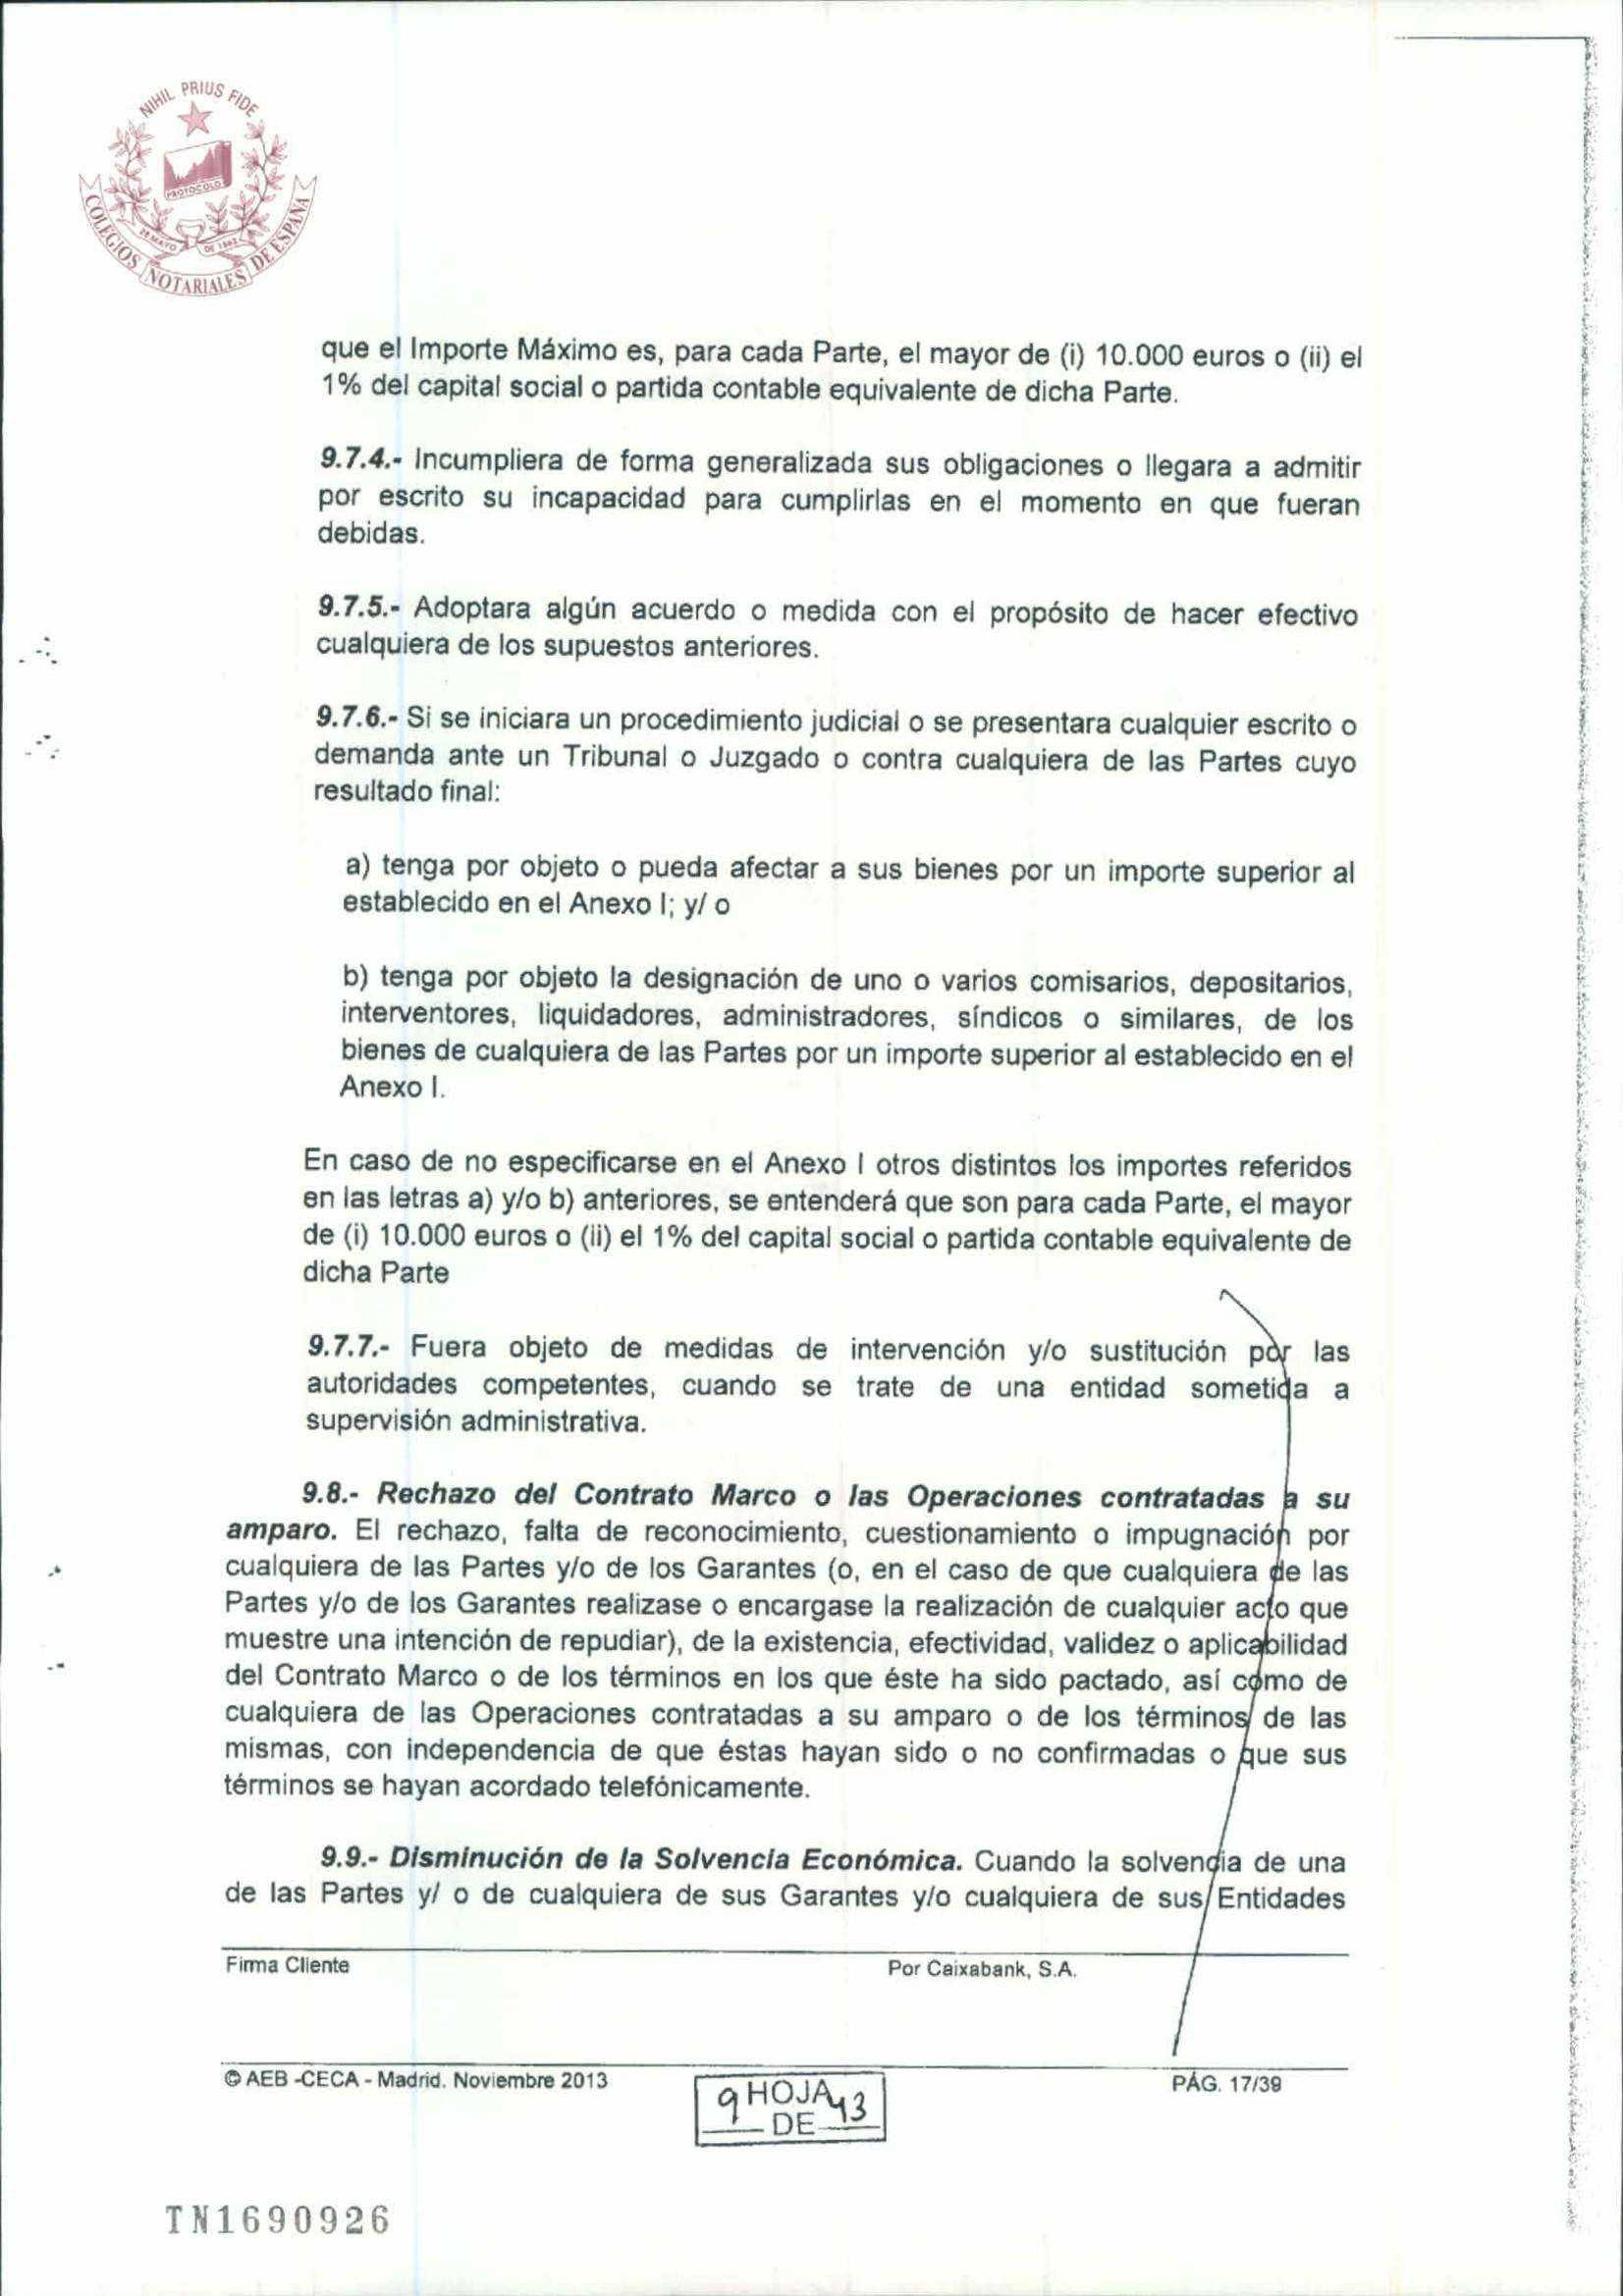 NIHIL PRIUS FIDE
PROTOCOLO
28 MAYO DE 1862
COLEGIOS NOTARIALES DE ESPAÑA
que el Importe Máximo es, para cada Parte, el mayor de (i) 10.000 euros o (ii) el
1% del capital social o partida contable equivalente de dicha Parte.
9.7.4.- Incumpliera de forma generalizada sus obligaciones o llegara a admitir
por escrito su incapacidad para cumplirlas en el momento en que fueran
debidas.
9.7.5.- Adoptara algún acuerdo o medida con el propósito de hacer efectivo
cualquiera de los supuestos anteriores.
9.7.6.- Si se iniciara un procedimiento judicial o se presentara cualquier escrito o
demanda ante un Tribunal o Juzgado o contra cualquiera de las Partes cuyo
resultado final:
a) tenga por objeto o pueda afectar a sus bienes por un importe superior al
establecido en el Anexo I; y/ o
b) tenga por objeto la designación de uno o varios comisarios, depositarios,
interventores, liquidadores, administradores, síndicos o similares, de los
bienes de cualquiera de las Partes por un importe superior al establecido en el
Anexo I.
En caso de no especificarse en el Anexo I otros distintos los importes referidos
en las letras a) y/o b) anteriores, se entenderá que son para cada Parte, el mayor
de (i) 10.000 euros o (ii) el 1% del capital social o partida contable equivalente de
dicha Parte
9.7.7.- Fuera objeto de medidas de intervención y/o sustitución por las
autoridades competentes, cuando se trate de una entidad sometida a
supervisión administrativa.
9.8.- Rechazo del Contrato Marco o las Operaciones contratadas a su
amparo. El rechazo, falta de reconocimiento, cuestionamiento o impugnación por
cualquiera de las Partes y/o de los Garantes (o, en el caso de que cualquiera de las
Partes y/o de los Garantes realizase o encargase la realización de cualquier acto que
muestre una intención de repudiar), de la existencia, efectividad, validez o aplicabilidad
del Contrato Marco o de los términos en los que éste ha sido pactado, así como de
cualquiera de las Operaciones contratadas a su amparo o de los términos de las
mismas, con independencia de que éstas hayan sido o no confirmadas o que sus
términos se hayan acordado telefónicamente.
9.9.- Disminución de la Solvencia Económica. Cuando la solvencia de una
de las Partes y/ o de cualquiera de sus Garantes y/o cualquiera de sus Entidades
Firma Cliente Por Caixabank, S.A.
© AEB -CECA - Madrid. Noviembre 2013 PÁG. 17/39
9 HOJA 43
DE
TN1690926